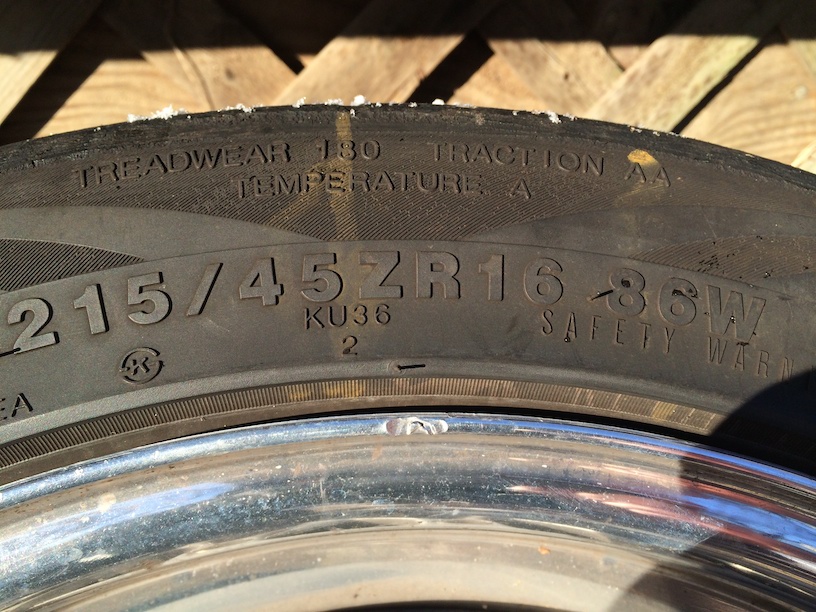 TREADWEAR 180 TRACTION AA
TEMPERATURE A
215/45ZR16 86W
KU36
2
SAFETY WARN
K
EA